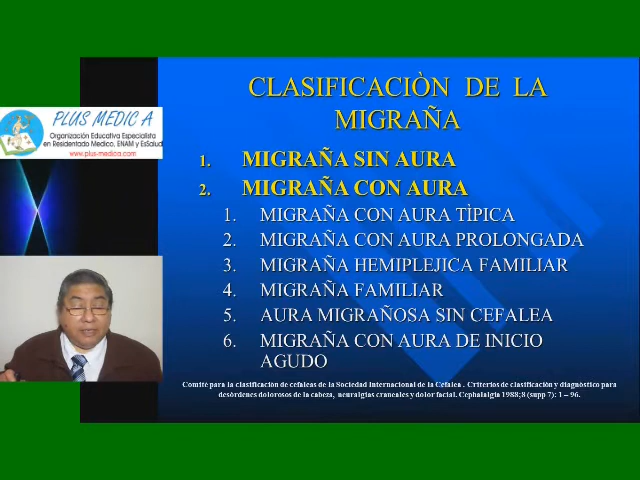 CLASIFICACIÒN DE LA
MIGRAÑA
PLUS MEDIC A
Organización Educativa Especialista
en Residentado Medico, ENAM y EsSalud
www.plus-medica.com
1. MIGRAÑA SIN AURA
2. MIGRAÑA CON AURA
1. MIGRAÑA CON AURA TÌPICA
2. MIGRAÑA CON AURA PROLONGADA
3. MIGRAÑA HEMIPLEJICA FAMILIAR
4. MIGRAÑA FAMILIAR
5. AURA MIGRAÑOSA SIN CEFALEA
6. MIGRAÑA CON AURA DE INICIO
AGUDO
Comité para la clasificación de cefaleas de la Sociedad Internacional de la Cefalea . Criterios de clasificación y diagnóstico para
desórdenes dolorosos de la cabeza, neuralgias craneales y dolor facial. Cephalalgia 1988;8 (supp 7): 1 – 96.